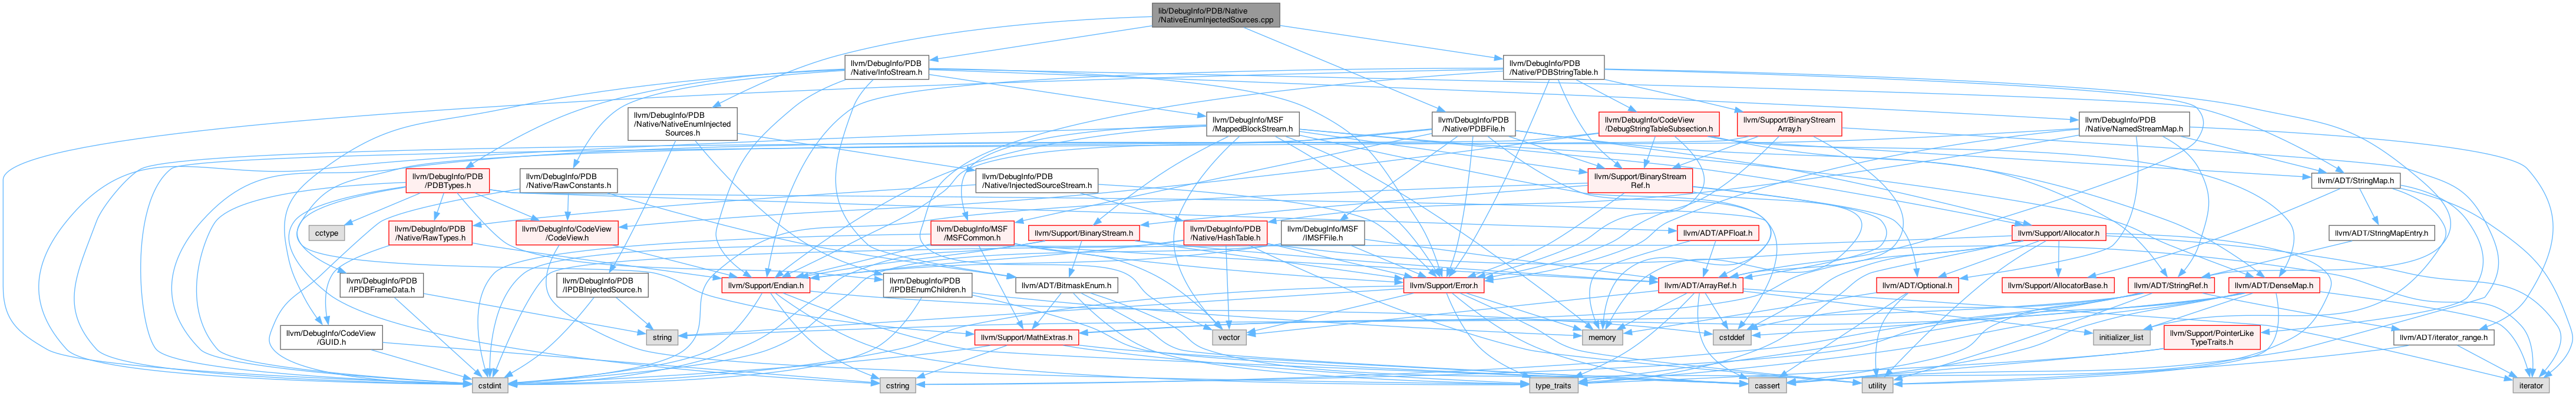 lib/DebugInfo/PDB/Native
/NativeEnumInjectedSources.cpp
llvm/DebugInfo/PDB
/Native/InfoStream.h
llvm/DebugInfo/PDB
/Native/PDBStringTable.h
llvm/DebugInfo/PDB
/Native/NativeEnumInjected
Sources.h
llvm/DebugInfo/MSF
/MappedBlockStream.h
llvm/DebugInfo/PDB
/Native/PDBFile.h
llvm/DebugInfo/CodeView
/DebugStringTableSubsection.h
llvm/Support/BinaryStream
Array.h
llvm/DebugInfo/PDB
/Native/NamedStreamMap.h
llvm/DebugInfo/PDB
/PDBTypes.h
llvm/DebugInfo/PDB
/Native/RawConstants.h
llvm/DebugInfo/PDB
/Native/InjectedSourceStream.h
llvm/Support/BinaryStream
Ref.h
llvm/ADT/StringMap.h
cctype
llvm/DebugInfo/PDB
/Native/RawTypes.h
llvm/DebugInfo/CodeView
/CodeView.h
llvm/DebugInfo/MSF
/MSFCommon.h
llvm/Support/BinaryStream.h
llvm/DebugInfo/PDB
/Native/HashTable.h
llvm/DebugInfo/MSF
/IMSFFile.h
llvm/ADT/APFloat.h
llvm/Support/Allocator.h
llvm/ADT/StringMapEntry.h
llvm/DebugInfo/PDB
/IPDBFrameData.h
llvm/DebugInfo/PDB
/IPDBInjectedSource.h
llvm/Support/Endian.h
llvm/DebugInfo/PDB
/IPDBEnumChildren.h
llvm/ADT/BitmaskEnum.h
llvm/Support/Error.h
llvm/ADT/ArrayRef.h
llvm/ADT/Optional.h
llvm/Support/AllocatorBase.h
llvm/ADT/StringRef.h
llvm/ADT/DenseMap.h
llvm/DebugInfo/CodeView
/GUID.h
string
llvm/Support/MathExtras.h
vector
memory
cstddef
initializer_list
llvm/Support/PointerLike
TypeTraits.h
llvm/ADT/iterator_range.h
cstdint
cstring
type_traits
cassert
utility
iterator